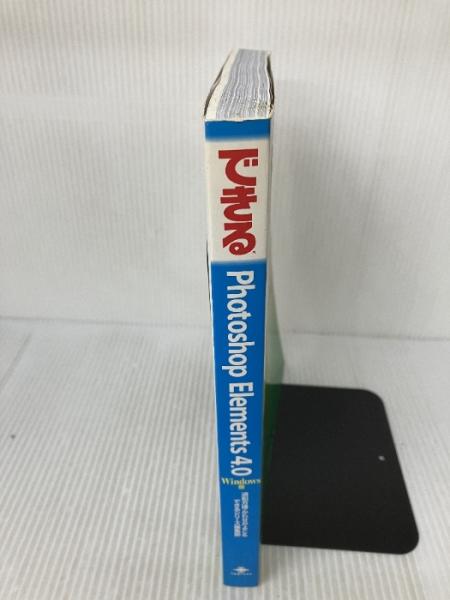 できる
Photoshop Elements 4.0
Windows版